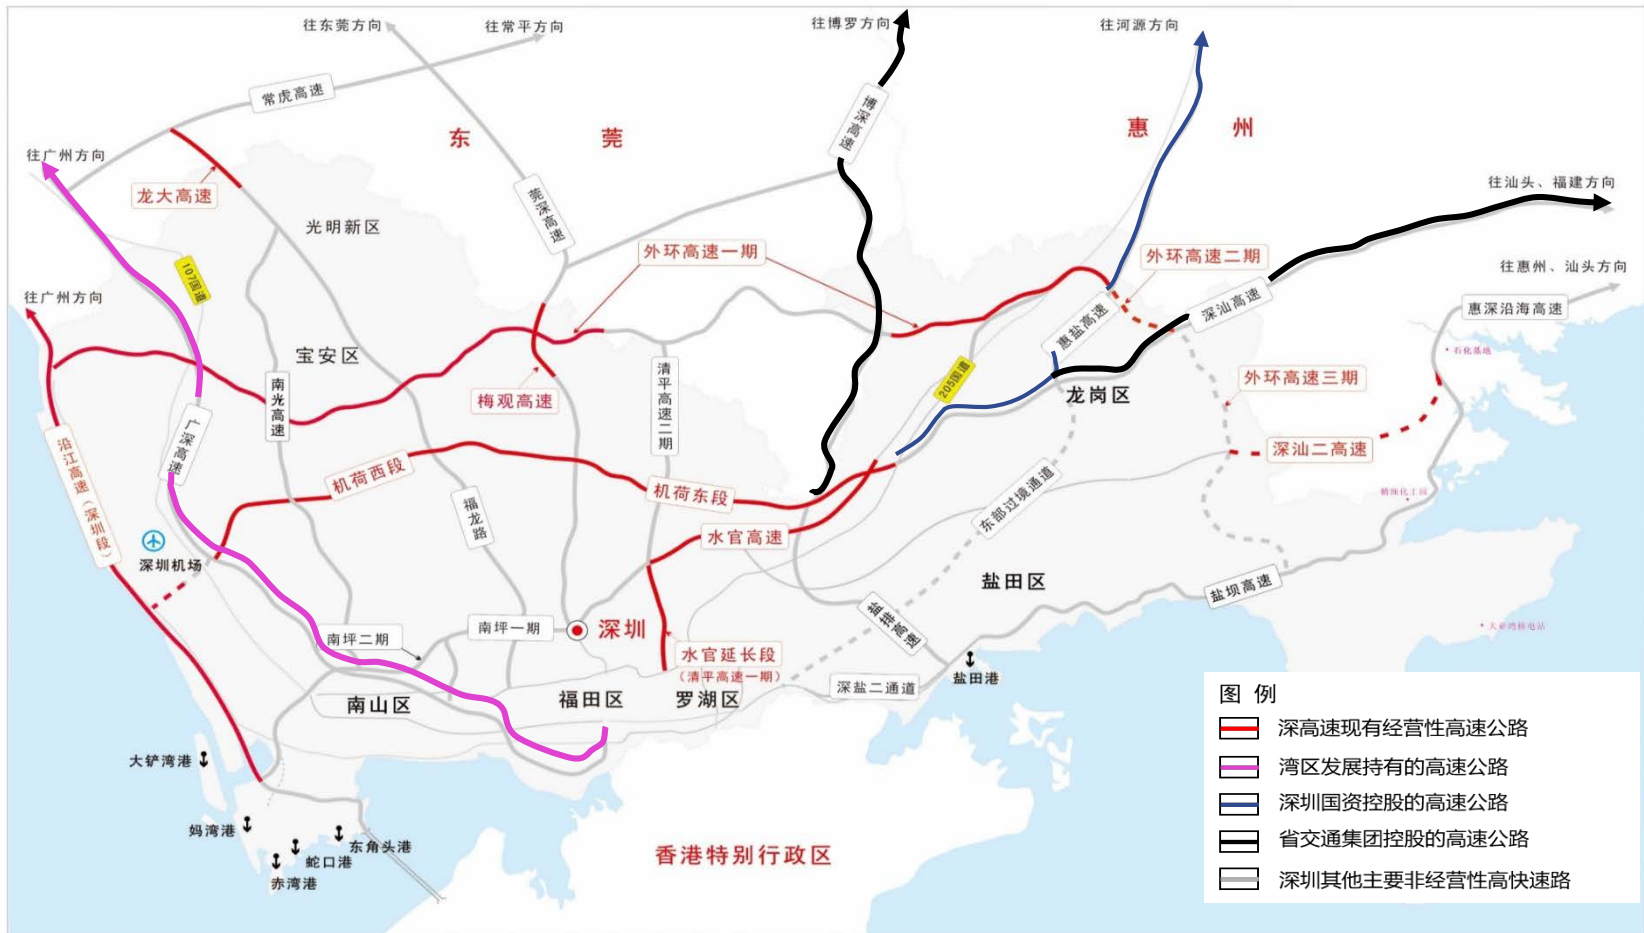 往东莞方向
往常平方向
往博罗方向
往河源方向
常虎高速
博深高速
东莞
惠州
往广州方向
龙大高速
莞深高速
往汕头、福建方向
光明新区
外环高速一期
外环高速二期
往惠州、汕头方向
107国道
往广州方向
深汕高速
惠深沿海高速
惠盐高速
宝安区
石化基地
清平高速二期
205国道
外环高速三期
南光高速
梅观高速
龙岗区
广深高速
沿江高速（深圳段）
深汕二高速
机荷西段
机荷东段
精细化工园
东部过境通道
福龙路
水官高速
深圳机场
盐田区
盐坝高速
盐排高速
南坪二期
南坪一期
深圳
大亚湾核电站
水官延长段
（清平高速一期）
盐田港
深盐二通道
南山区
福田区
罗湖区
大铲湾港
妈湾港
东角头港
蛇口港
赤湾港
香港特别行政区
图 例
深高速现有经营性高速公路
湾区发展持有的高速公路
深圳国资控股的高速公路
省交通集团控股的高速公路
深圳其他主要非经营性高快速路